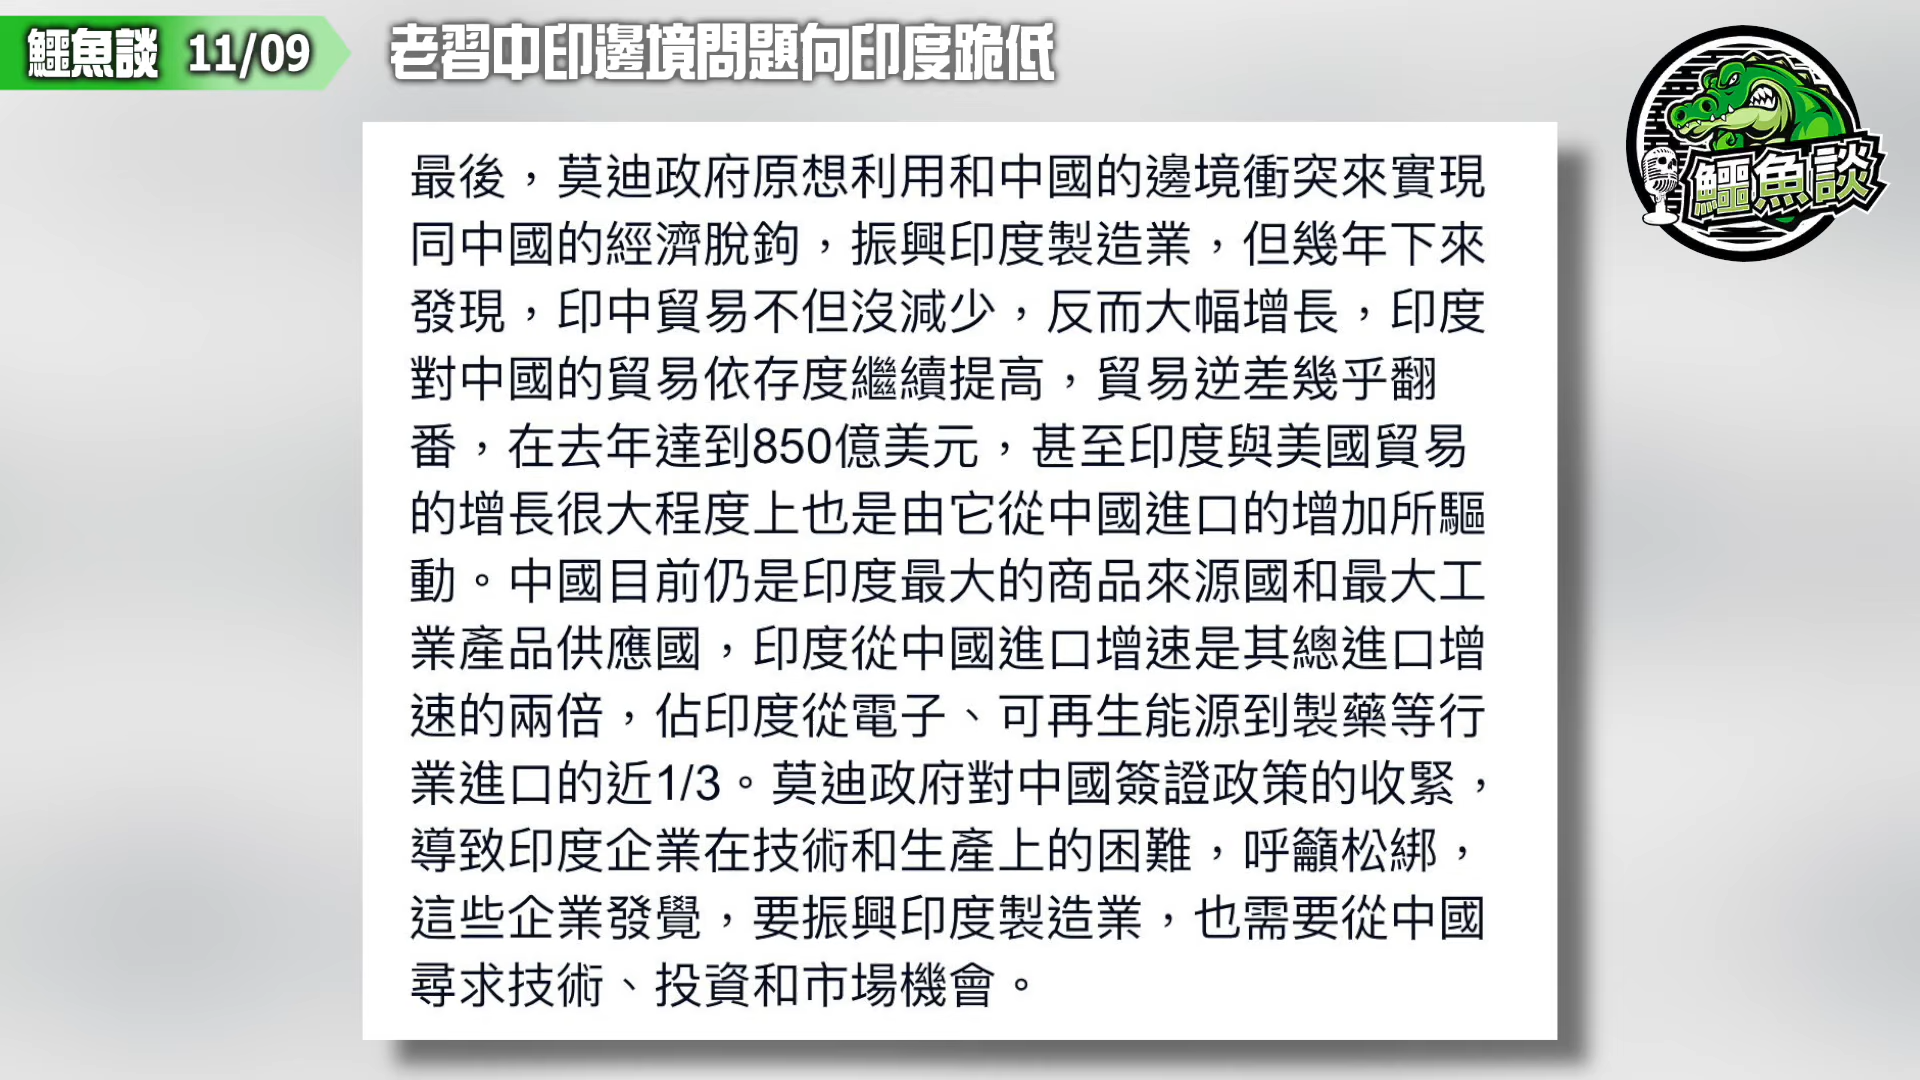 鱷魚談 11/09
老習中印邊境問題向印度跪低
鱷魚談
最後，莫迪政府原想利用和中國的邊境衝突來實現
同中國的經濟脫鉤，振興印度製造業，但幾年下來
發現，印中貿易不但沒減少，反而大幅增長，印度
對中國的貿易依存度繼續提高，貿易逆差幾乎翻
番，在去年達到850億美元，甚至印度與美國貿易
的增長很大程度上也是由它從中國進口的增加所驅
動。中國目前仍是印度最大的商品來源國和最大工
業產品供應國，印度從中國進口增速是其總進口增
速的兩倍，佔印度從電子、可再生能源到製藥等行
業進口的近1/3。莫迪政府對中國簽證政策的收緊，
導致印度企業在技術和生產上的困難，呼籲松綁，
這些企業發覺，要振興印度製造業，也需要從中國
尋求技術、投資和市場機會。